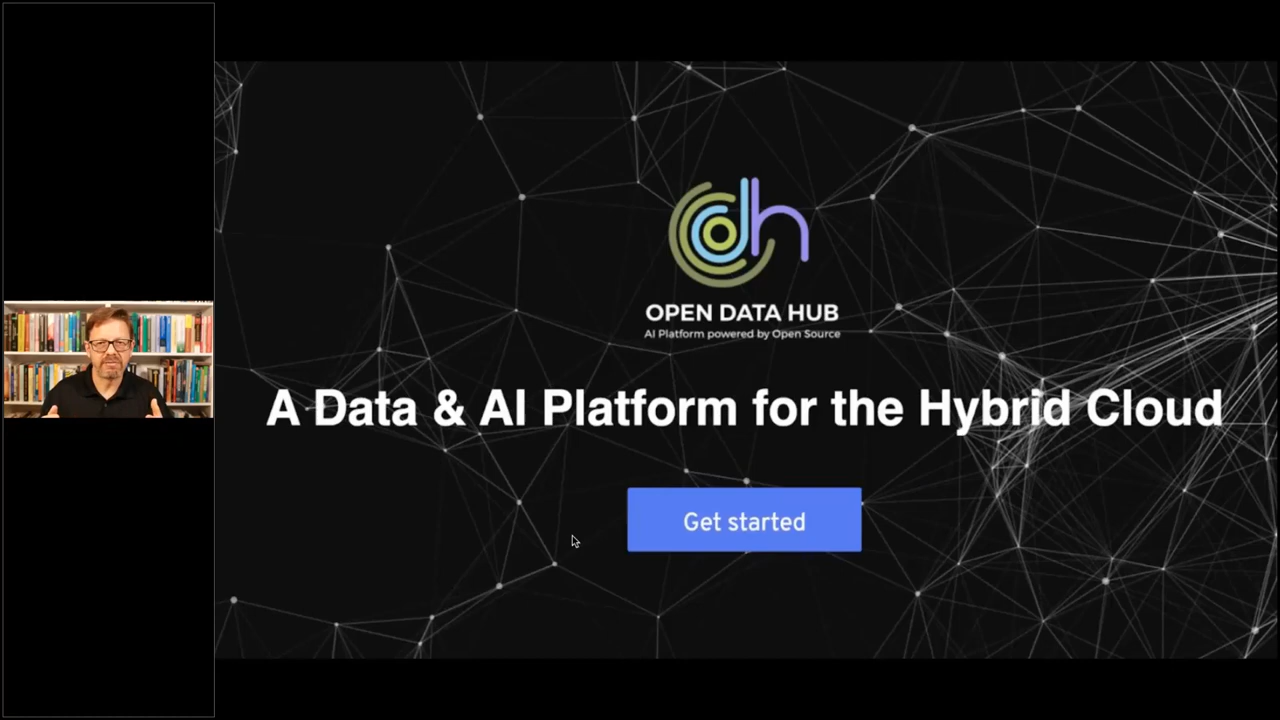 OPEN DATA HUB
AI Platform powered by Open Source
A Data & AI Platform for the Hybrid Cloud
Get started